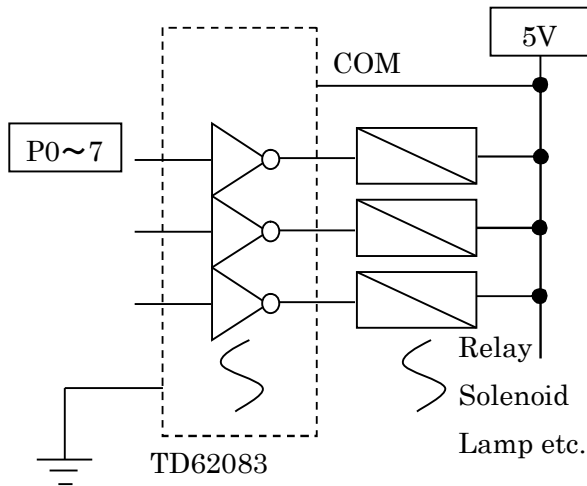 5V
COM
P0～7
Relay
Solenoid
Lamp etc.
TD62083